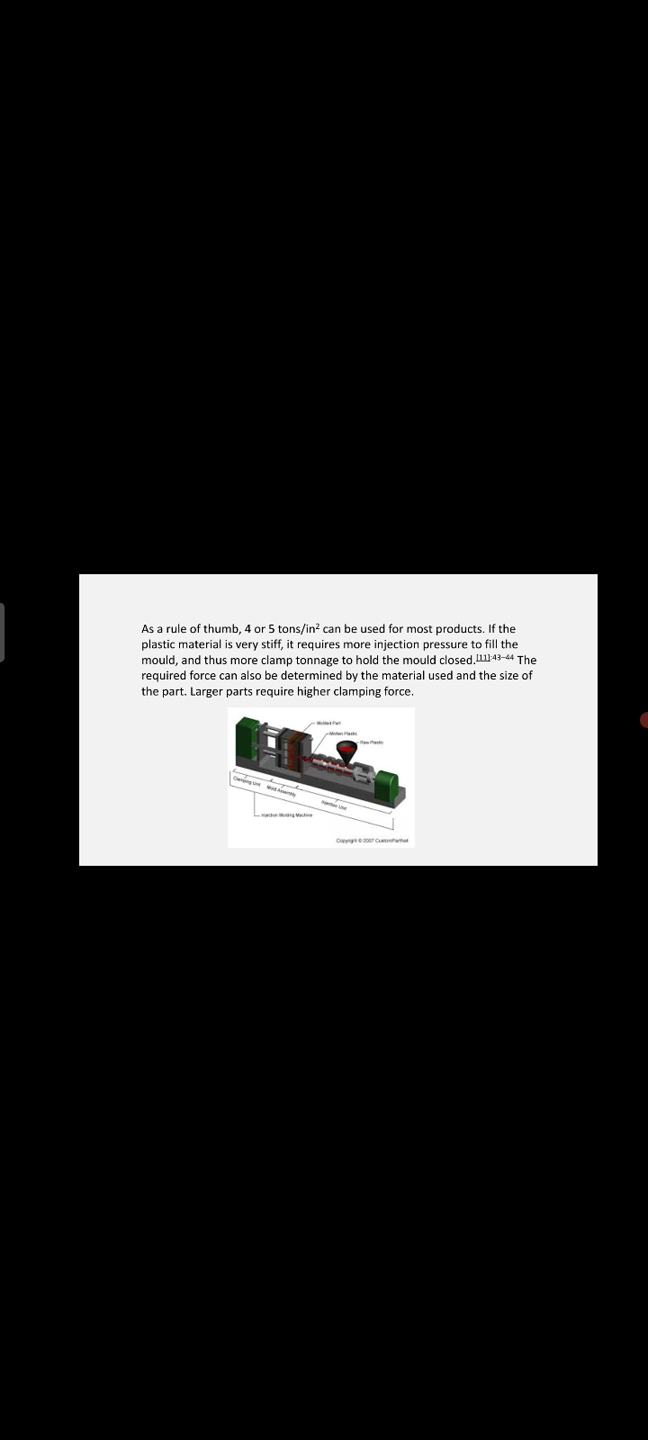 As a rule of thumb, 4 or 5 tons/in² can be used for most products. If the
plastic material is very stiff, it requires more injection pressure to fill the
mould, and thus more clamp tonnage to hold the mould closed.[11]:43–44 The
required force can also be determined by the material used and the size of
the part. Larger parts require higher clamping force.
Molded Part
Molten Plastic
Raw Plastic
Clamping Unit
Mold Assembly
Injection Unit
Injection Molding Machine
Copyright © 2007 CustomPartNet